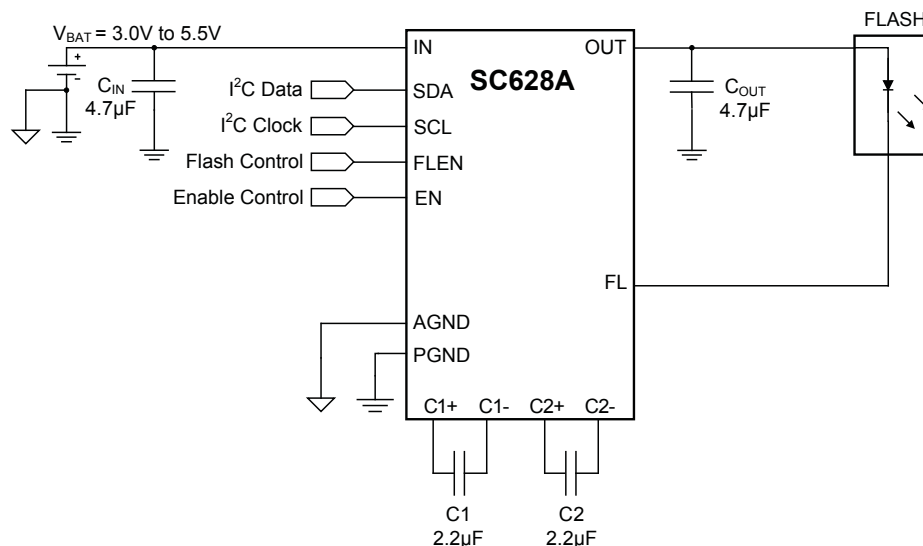 FLASH
V_BAT = 3.0V to 5.5V
+
–
C_IN
4.7µF
IN
OUT
SC628A
C_OUT
4.7µF
I²C Data
SDA
I²C Clock
SCL
Flash Control
FLEN
Enable Control
EN
FL
AGND
PGND
C1+ C1- C2+ C2-
C1
2.2µF
C2
2.2µF